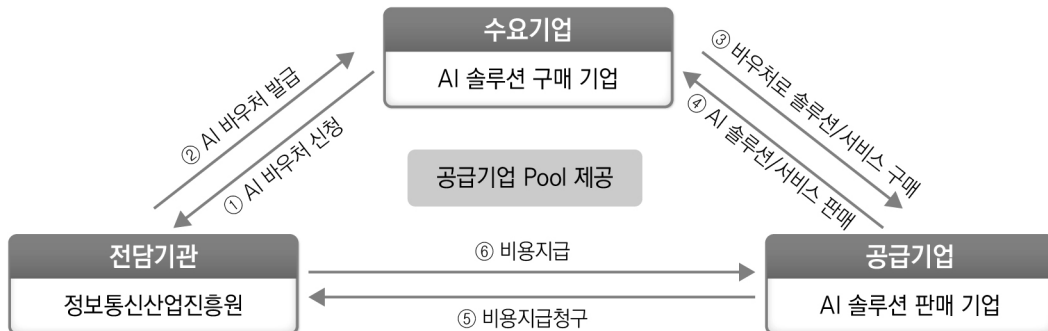 수요기업
AI 솔루션 구매 기업
② AI 바우처 발급
① AI 바우처 신청
③ 바우처로 솔루션/서비스 구매
④ AI 솔루션/서비스 판매
공급기업 Pool 제공
전담기관
정보통신산업진흥원
⑥ 비용지급
⑤ 비용지급청구
공급기업
AI 솔루션 판매 기업